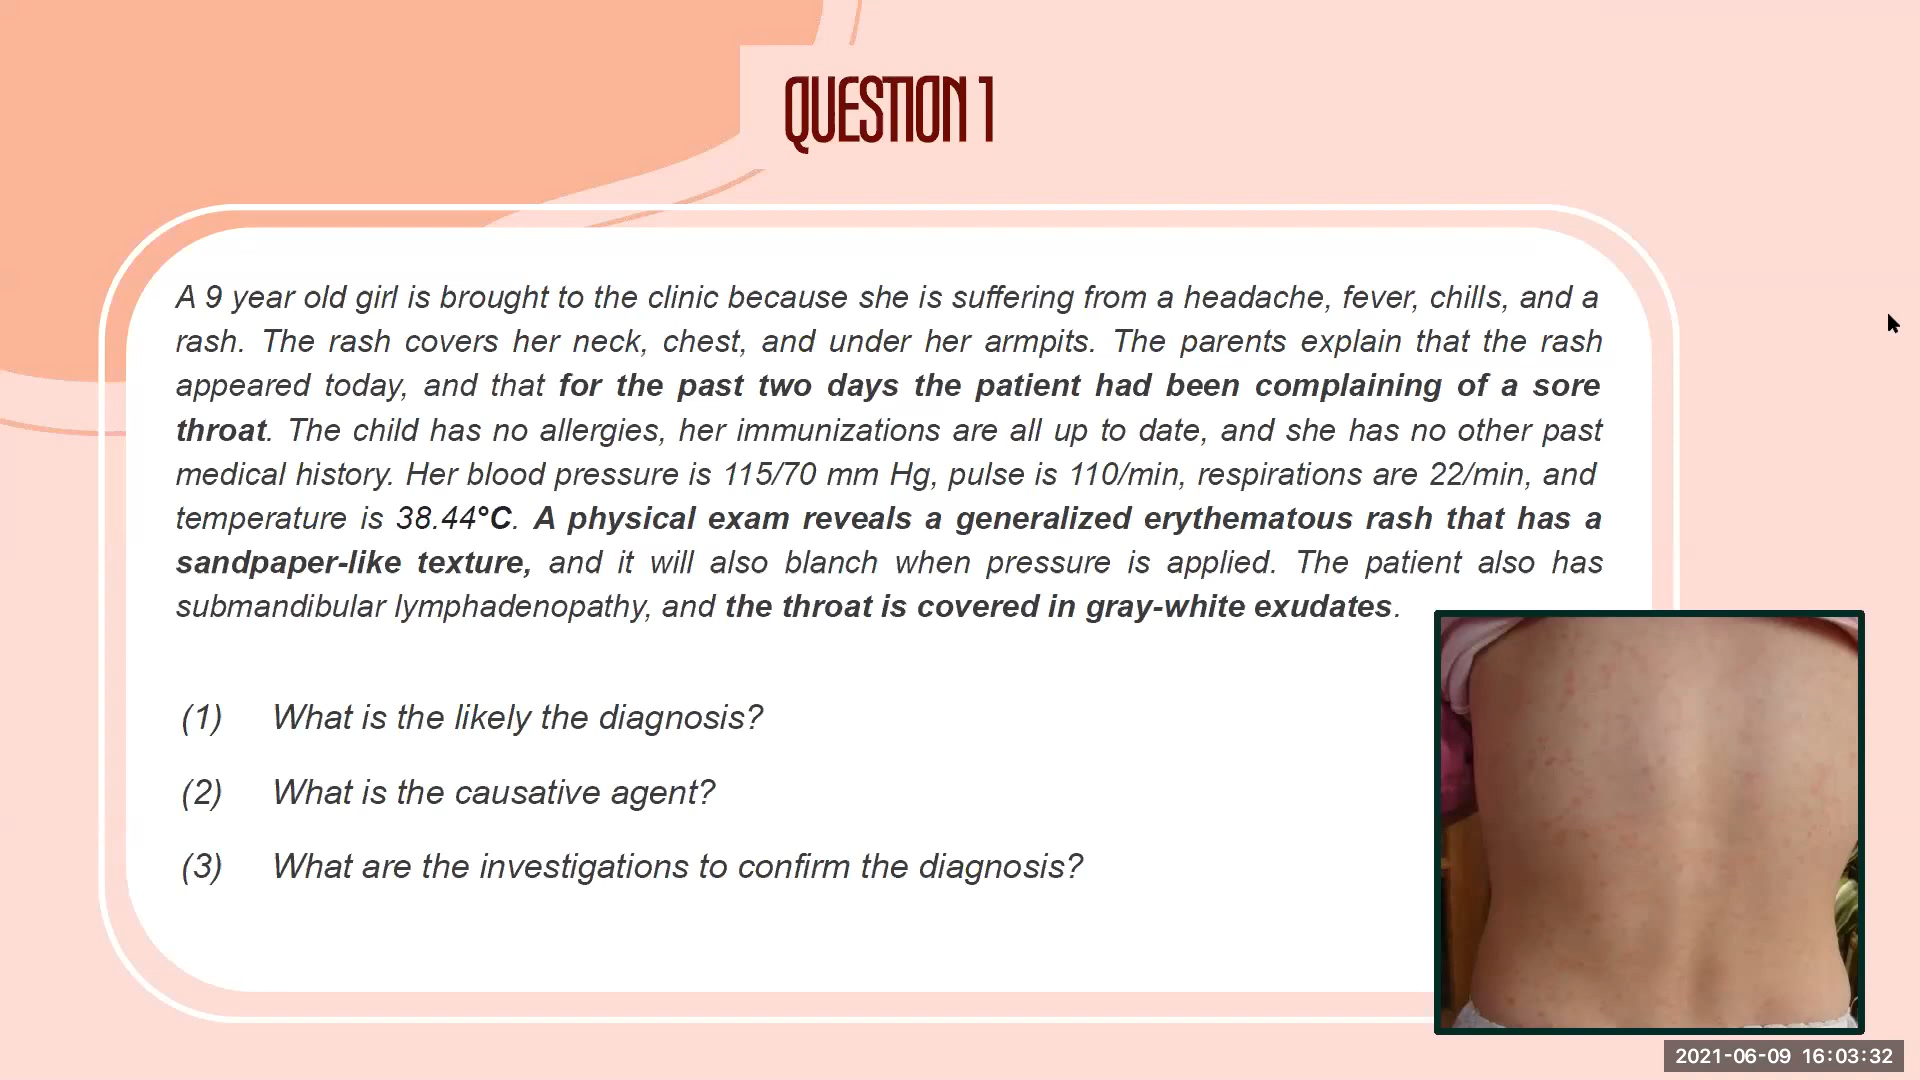 QUESTION 1
A 9 year old girl is brought to the clinic because she is suffering from a headache, fever, chills, and a
rash. The rash covers her neck, chest, and under her armpits. The parents explain that the rash
appeared today, and that for the past two days the patient had been complaining of a sore
throat. The child has no allergies, her immunizations are all up to date, and she has no other past
medical history. Her blood pressure is 115/70 mm Hg, pulse is 110/min, respirations are 22/min, and
temperature is 38.44°C. A physical exam reveals a generalized erythematous rash that has a
sandpaper-like texture, and it will also blanch when pressure is applied. The patient also has
submandibular lymphadenopathy, and the throat is covered in gray-white exudates.
(1) What is the likely the diagnosis?
(2) What is the causative agent?
(3) What are the investigations to confirm the diagnosis?
2021-06-09 16:03:32